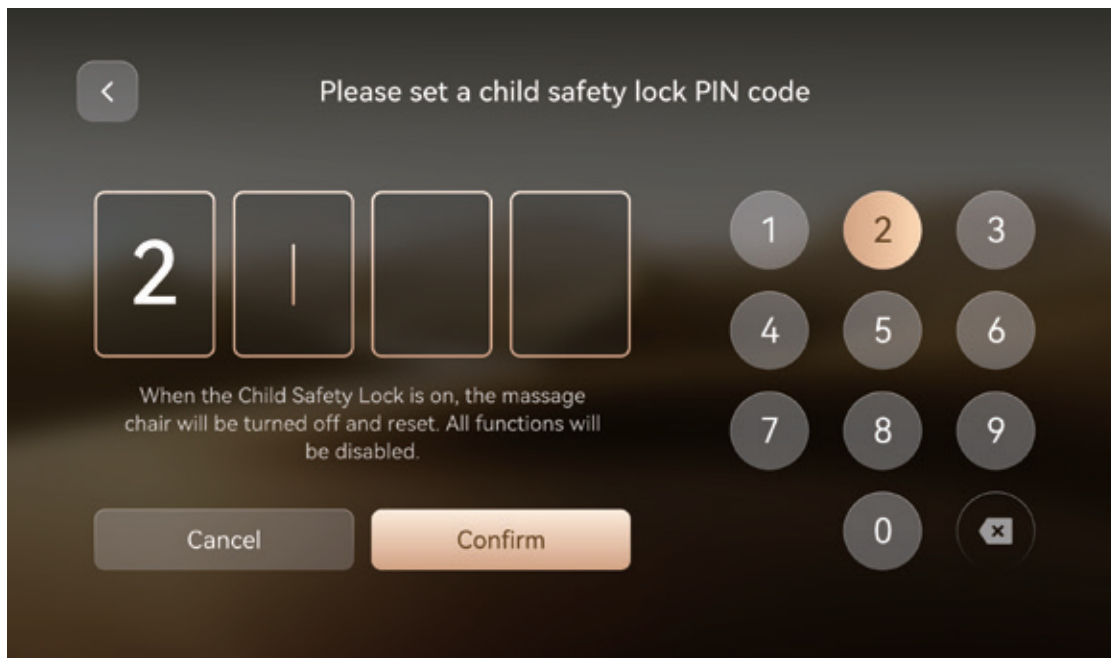 Please set a child safety lock PIN code
2
When the Child Safety Lock is on, the massage
chair will be turned off and reset. All functions will
be disabled.
Cancel
Confirm
1
2
3
4
5
6
7
8
9
0